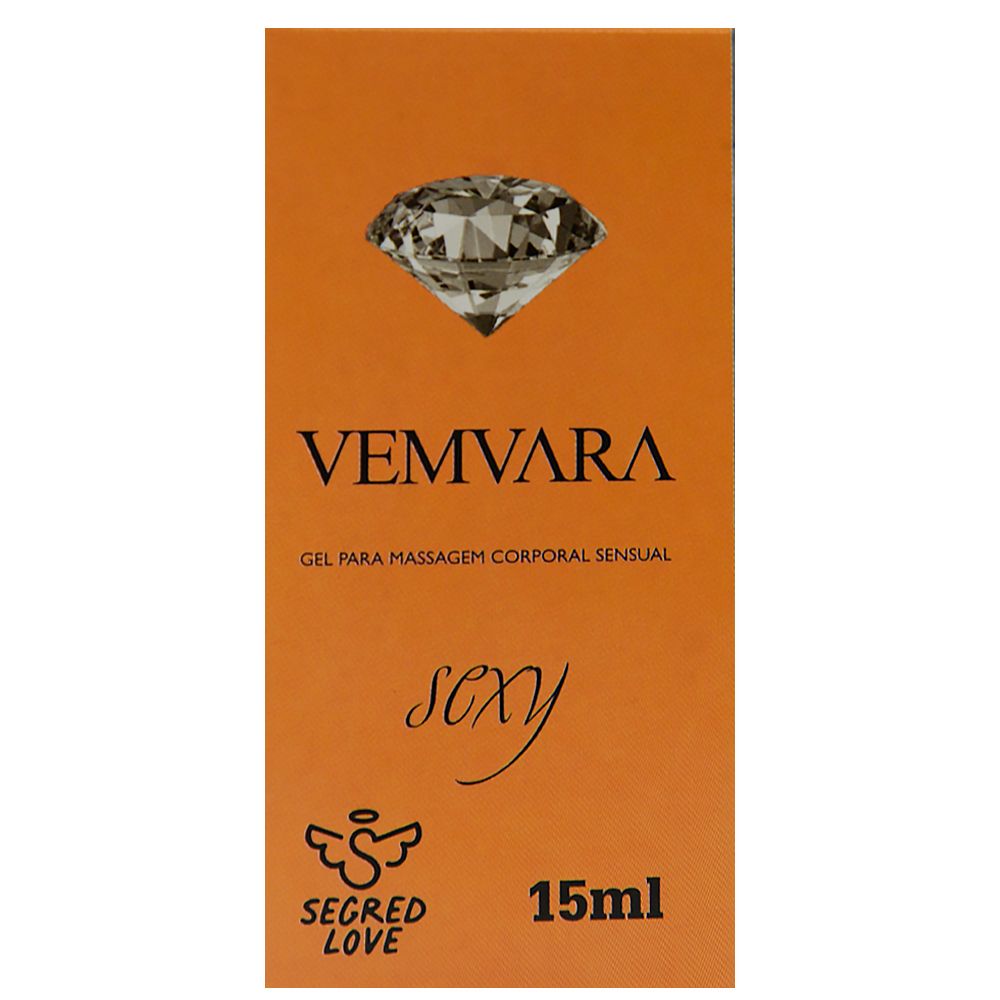 VEMVARA
GEL PARA MASSAGEM CORPORAL SENSUAL
sexy
SEGRED
LOVE
15ml